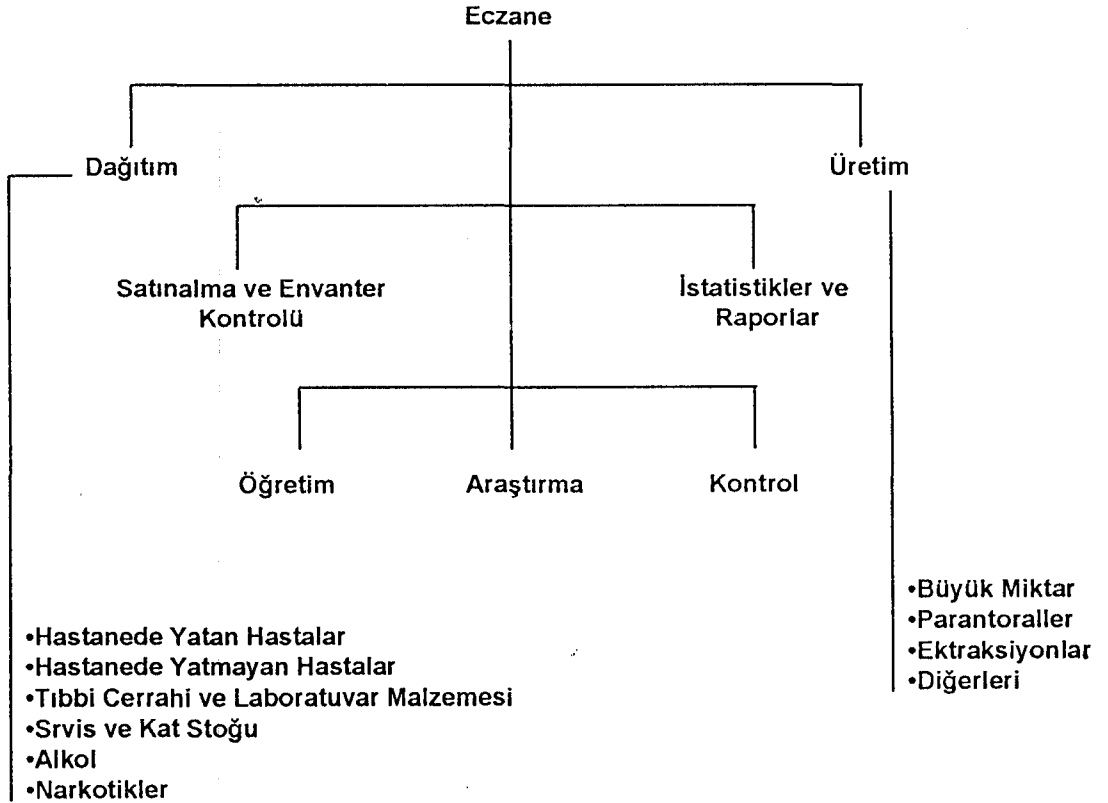 Eczane
Dağıtım
Üretim
Satınalma ve Envanter
Kontrolü
İstatistikler ve
Raporlar
Öğretim
Araştırma
Kontrol
•Büyük Miktar
•Parantoraller
•Ektraksiyonlar
•Diğerleri
•Hastanede Yatan Hastalar
•Hastanede Yatmayan Hastalar
•Tıbbi Cerrahi ve Laboratuvar Malzemesi
•Srvis ve Kat Stoğu
•Alkol
•Narkotikler